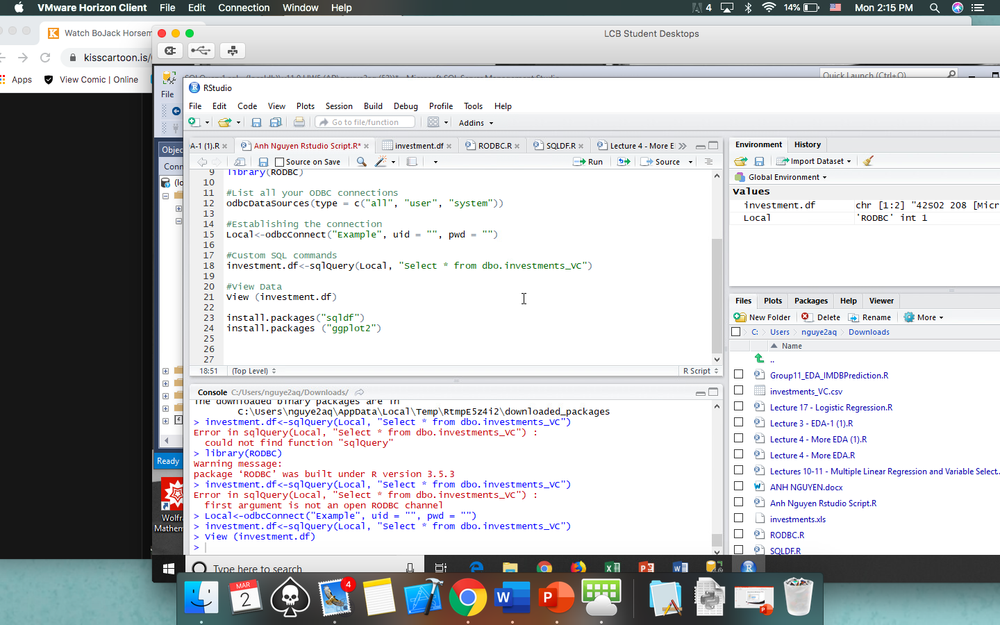 VMware Horizon Client File Edit Connection Window Help 4 14% Mon 2:15 PM
Watch BoJack Horsem
LCB Student Desktops
kisscartoon.is/
Apps View Comic | Online
Quick Launch (Ctrl+Q)
File
RStudio
File Edit Code View Plots Session Build Debug Profile Tools Help
Go to file/function Addins
Objec
Conn
(lo
A-1 (1).R Anh Nguyen Rstudio Script.R* investment.df RODBC.R SQLDF.R Lecture 4 - More E
Source on Save Run Source
9 library(RODBC)
10
11 #List all your ODBC connections
12 odbcDataSources(type = c("all", "user", "system"))
13
14 #Establishing the connection
15 Local<-odbcConnect("Example", uid = "", pwd = "")
16
17 #Custom SQL commands
18 investment.df<-sqlQuery(Local, "Select * from dbo.investments_VC")
19
20 #View Data
21 View (investment.df)
22
23 install.packages("sqldf")
24 install.packages ("ggplot2")
25
26
27
18:51 (Top Level) R Script
Console C:/Users/nguye2aq/Downloads/
The downloaded binary packages are in
C:\Users\nguye2aq\AppData\Local\Temp\RtmpE5z4i2\downloaded_packages
> investment.df<-sqlQuery(Local, "Select * from dbo.investments_VC")
Error in sqlQuery(Local, "Select * from dbo.investments_VC") :
could not find function "sqlQuery"
> library(RODBC)
Warning message:
package ‘RODBC’ was built under R version 3.5.3
> investment.df<-sqlQuery(Local, "Select * from dbo.investments_VC")
Error in sqlQuery(Local, "Select * from dbo.investments_VC") :
first argument is not an open RODBC channel
> Local<-odbcConnect("Example", uid = "", pwd = "")
> investment.df<-sqlQuery(Local, "Select * from dbo.investments_VC")
> View (investment.df)
>
Environment History
Import Dataset
Global Environment
Values
investment.df chr [1:2] "42S02 208 [Micr
Local 'RODBC' int 1
Files Plots Packages Help Viewer
New Folder Delete Rename More
C: Users nguye2aq Downloads
Name
..
Group11_EDA_IMDBPrediction.R
investments_VC.csv
Lecture 17 - Logistic Regression.R
Lecture 3 - EDA-1 (1).R
Lecture 4 - More EDA (1).R
Lecture 4 - More EDA.R
Lectures 10-11 - Multiple Linear Regression and Variable Select..
ANH NGUYEN.docx
Anh Nguyen Rstudio Script.R
investments.xls
RODBC.R
SQLDF.R
Ready
Wolfr
Mathem
Type here to search
MAR
2
4